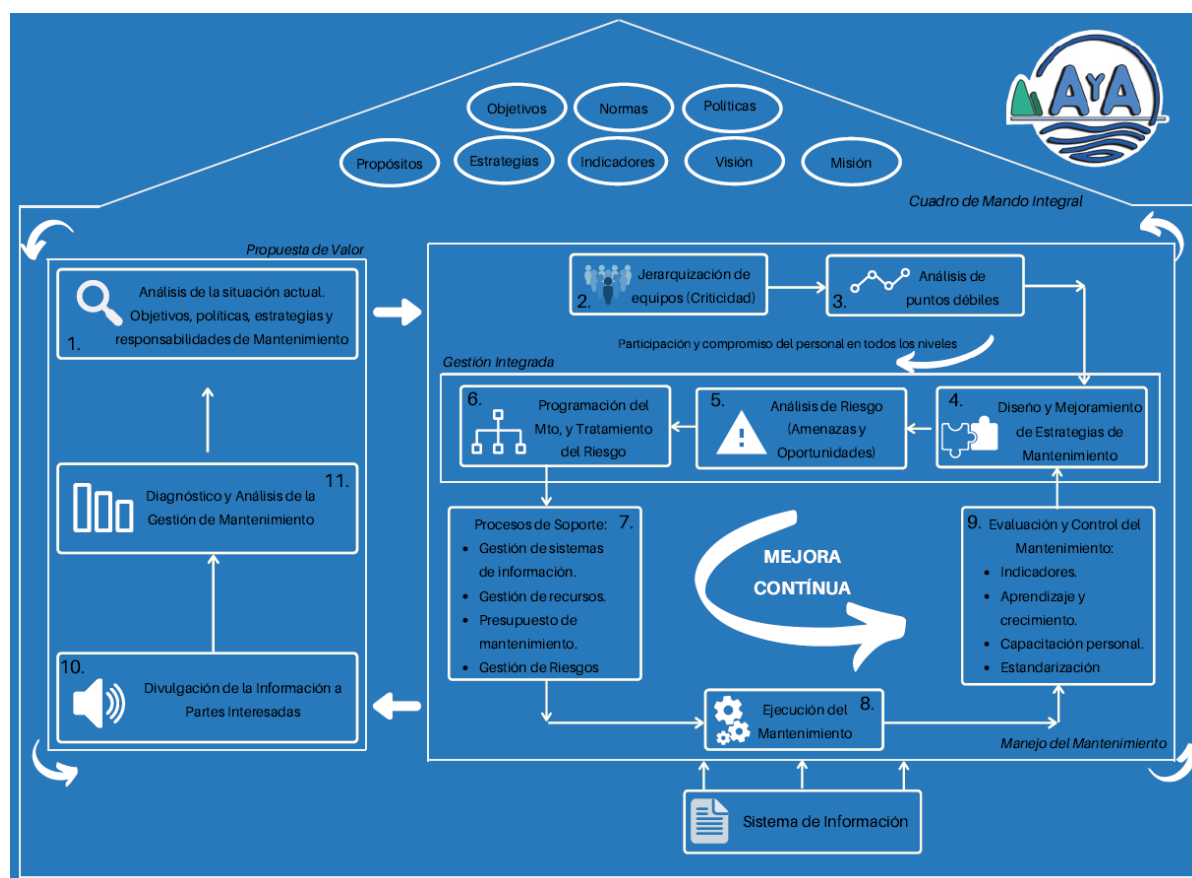 AYA
Objetivos
Normas
Políticas
Propósitos
Estrategias
Indicadores
Visión
Misión
Cuadro de Mando Integral
Propuesta de Valor
1.
Análisis de la situación actual.
Objetivos, políticas, estrategias y
responsabilidades de Mantenimiento
11.
Diagnóstico y Análisis de la
Gestión de Mantenimiento
10.
Divulgación de la Información a
Partes Interesadas
2.
Jerarquización de
equipos (Criticidad)
3.
Análisis de
puntos débiles
Participación y compromiso del personal en todos los niveles
Gestión Integrada
6.
Programación del
Mto, y Tratamiento
del Riesgo
5.
Análisis de Riesgo
(Amenazas y
Oportunidades)
4.
Diseño y Mejoramiento
de Estrategias de
Mantenimiento
Procesos de Soporte: 7.
• Gestión de sistemas
de información.
• Gestión de recursos.
• Presupuesto de
mantenimiento.
• Gestión de Riesgos
MEJORA
CONTÍNUA
9. Evaluación y Control del
Mantenimiento:
• Indicadores.
• Aprendizaje y
crecimiento.
• Capacitación personal.
• Estandarización
8.
Ejecución del
Mantenimiento
Manejo del Mantenimiento
Sistema de Información